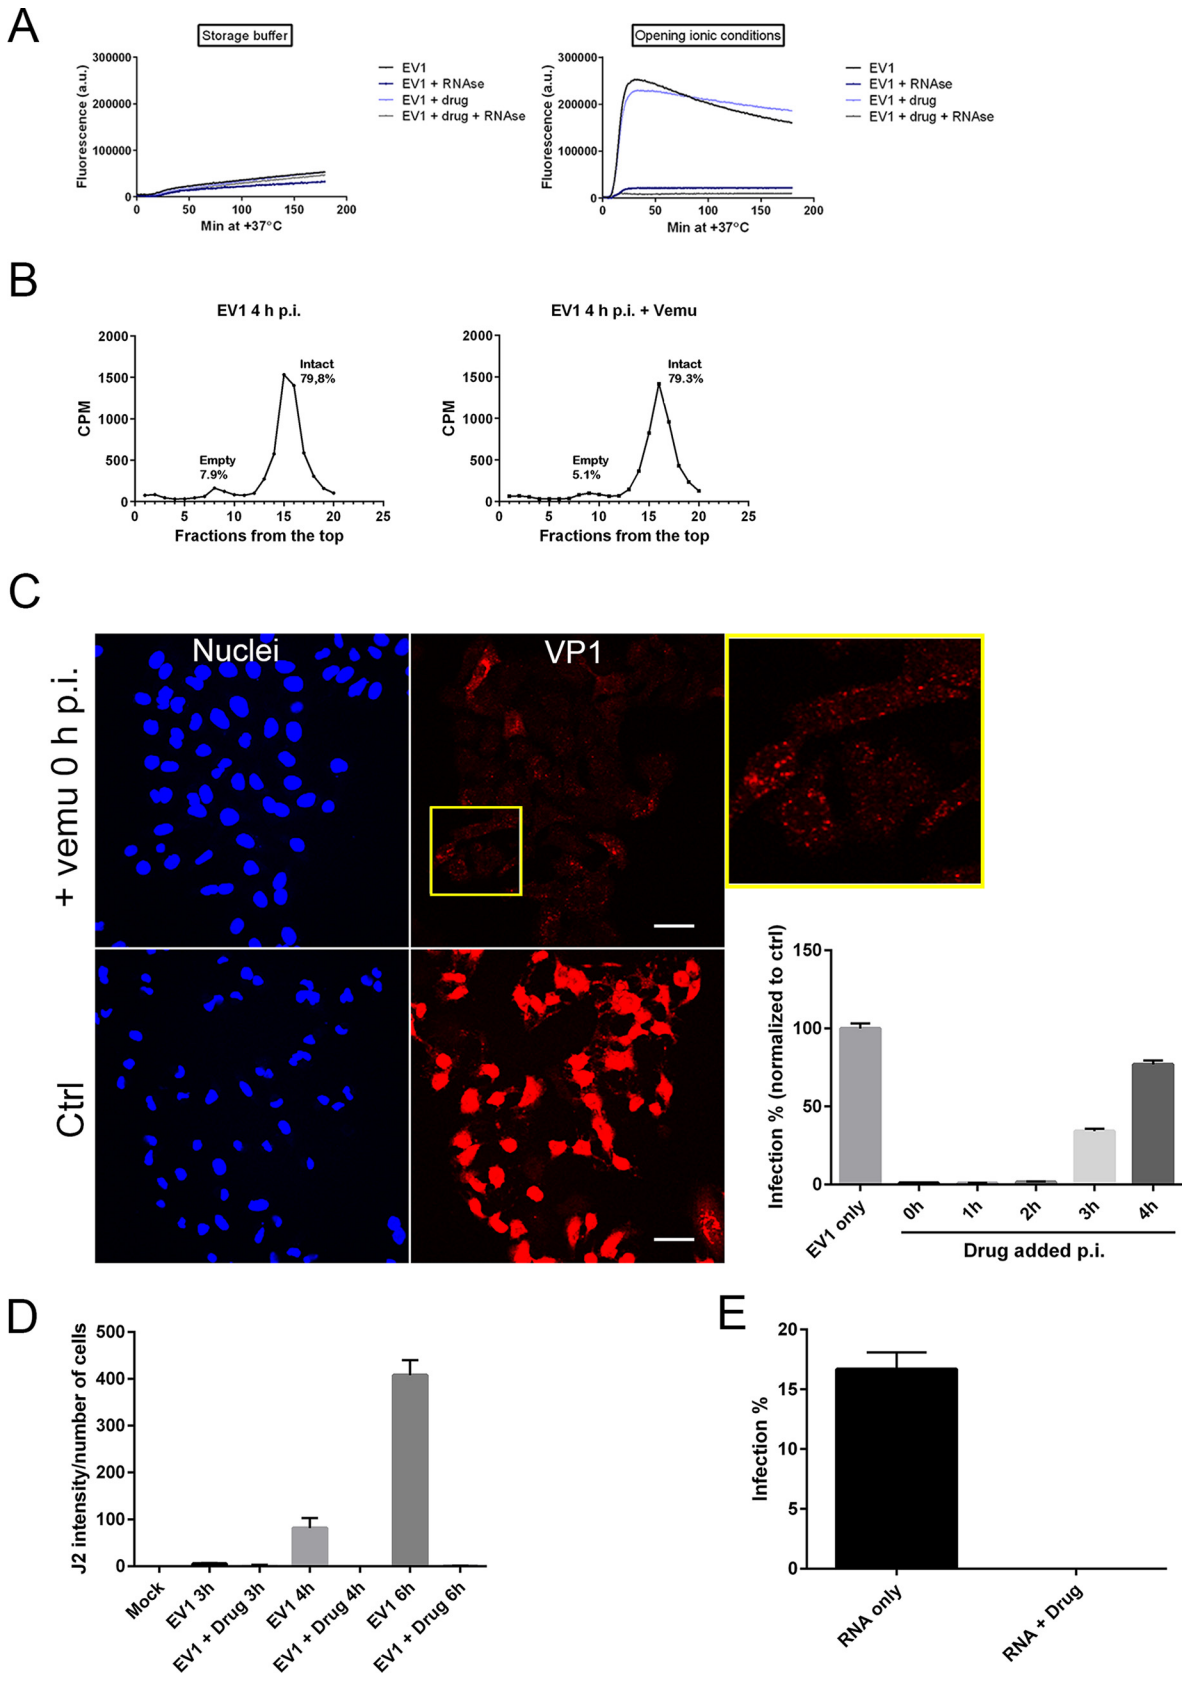 A
Storage buffer
Fluorescence (a.u.)
300000
200000
100000
0
0 50 100 150 200
Min at +37°C
EV1
EV1 + RNAse
EV1 + drug
EV1 + drug + RNAse
Opening ionic conditions
Fluorescence (a.u.)
300000
200000
100000
0
0 50 100 150 200
Min at +37°C
EV1
EV1 + RNAse
EV1 + drug
EV1 + drug + RNAse
B
EV1 4 h p.i.
CPM
2000
1500
1000
500
0
Intact
79,8%
Empty
7.9%
0 5 10 15 20 25
Fractions from the top
EV1 4 h p.i. + Vemu
CPM
2000
1500
1000
500
0
Intact
79.3%
Empty
5.1%
0 5 10 15 20 25
Fractions from the top
C
+ vemu 0 h p.i.
Nuclei
VP1
Ctrl
Infection % (normalized to ctrl)
150
100
50
0
EV1 only
0h
1h
2h
3h
4h
Drug added p.i.
D
J2 intensity/number of cells
500
400
300
200
100
0
Mock
EV1 3h
EV1 + Drug 3h
EV1 4h
EV1 + Drug 4h
EV1 6h
EV1 + Drug 6h
E
Infection %
20
15
10
5
0
RNA only
RNA + Drug